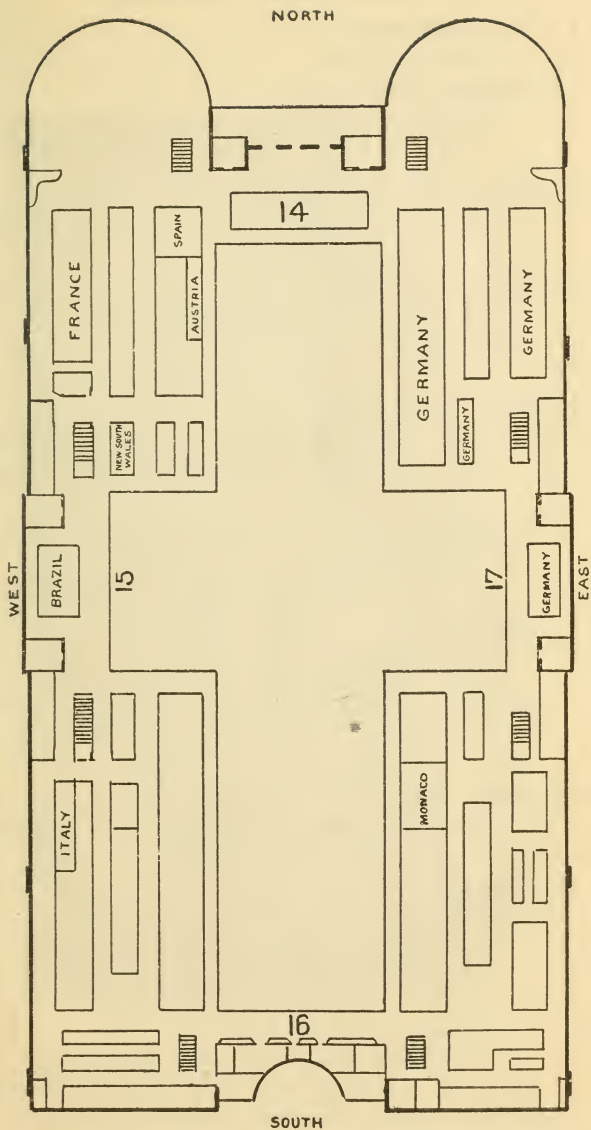 NORTH
14
SPAIN
FRANCE
AUSTRIA
GERMANY
GERMANY
NEW SOUTH
WALES
GERMANY
WEST
BRAZIL
15
17
GERMANY
EAST
ITALY
MONACO
16
SOUTH